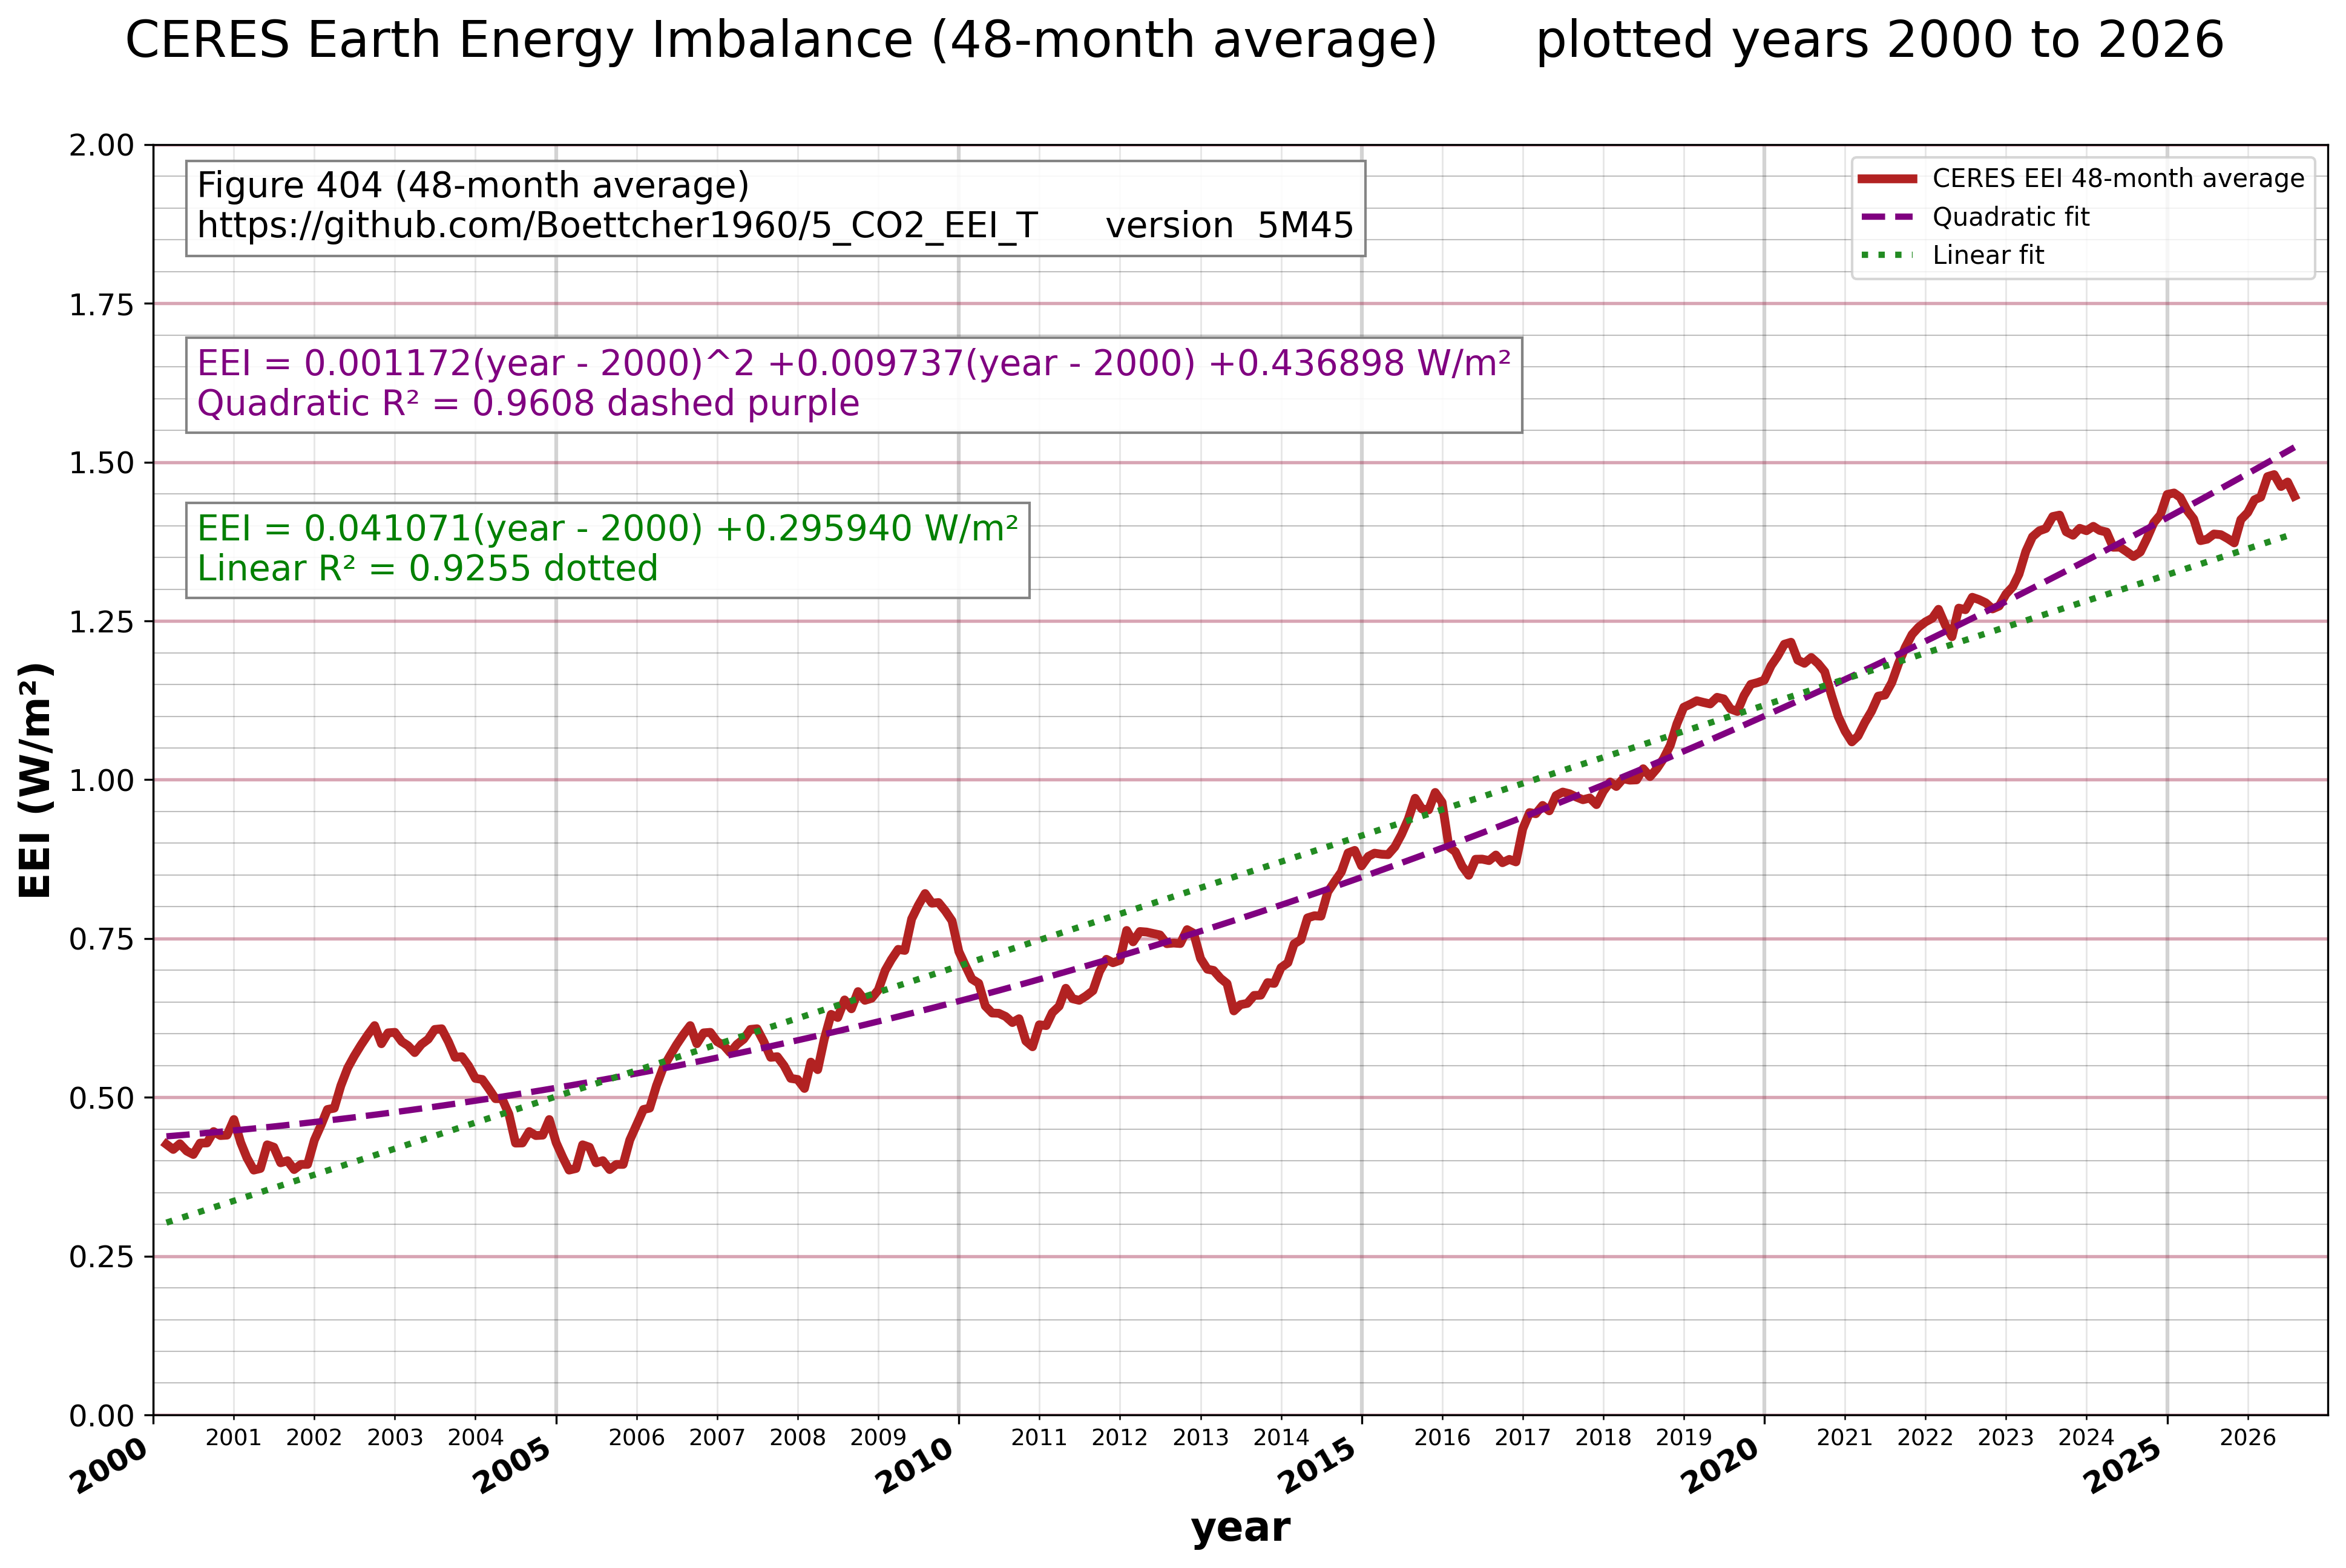 CERES Earth Energy Imbalance (48-month average)      plotted years 2000 to 2026
2.00
Figure 404 (48-month average)
https://github.com/Boettcher1960/5_CO2_EEI_T      version  5M45
CERES EEI 48-month average
Quadratic fit
Linear fit
1.75
EEI = 0.001172(year - 2000)^2 +0.009737(year - 2000) +0.436898 W/m²
Quadratic R² = 0.9608 dashed purple
1.50
EEI = 0.041071(year - 2000) +0.295940 W/m²
Linear R² = 0.9255 dotted
1.25
EEI (W/m²)
1.00
0.75
0.50
0.25
0.00
2000 2001 2002 2003 2004 2005 2006 2007 2008 2009 2010 2011 2012 2013 2014 2015 2016 2017 2018 2019 2020 2021 2022 2023 2024 2025 2026
year